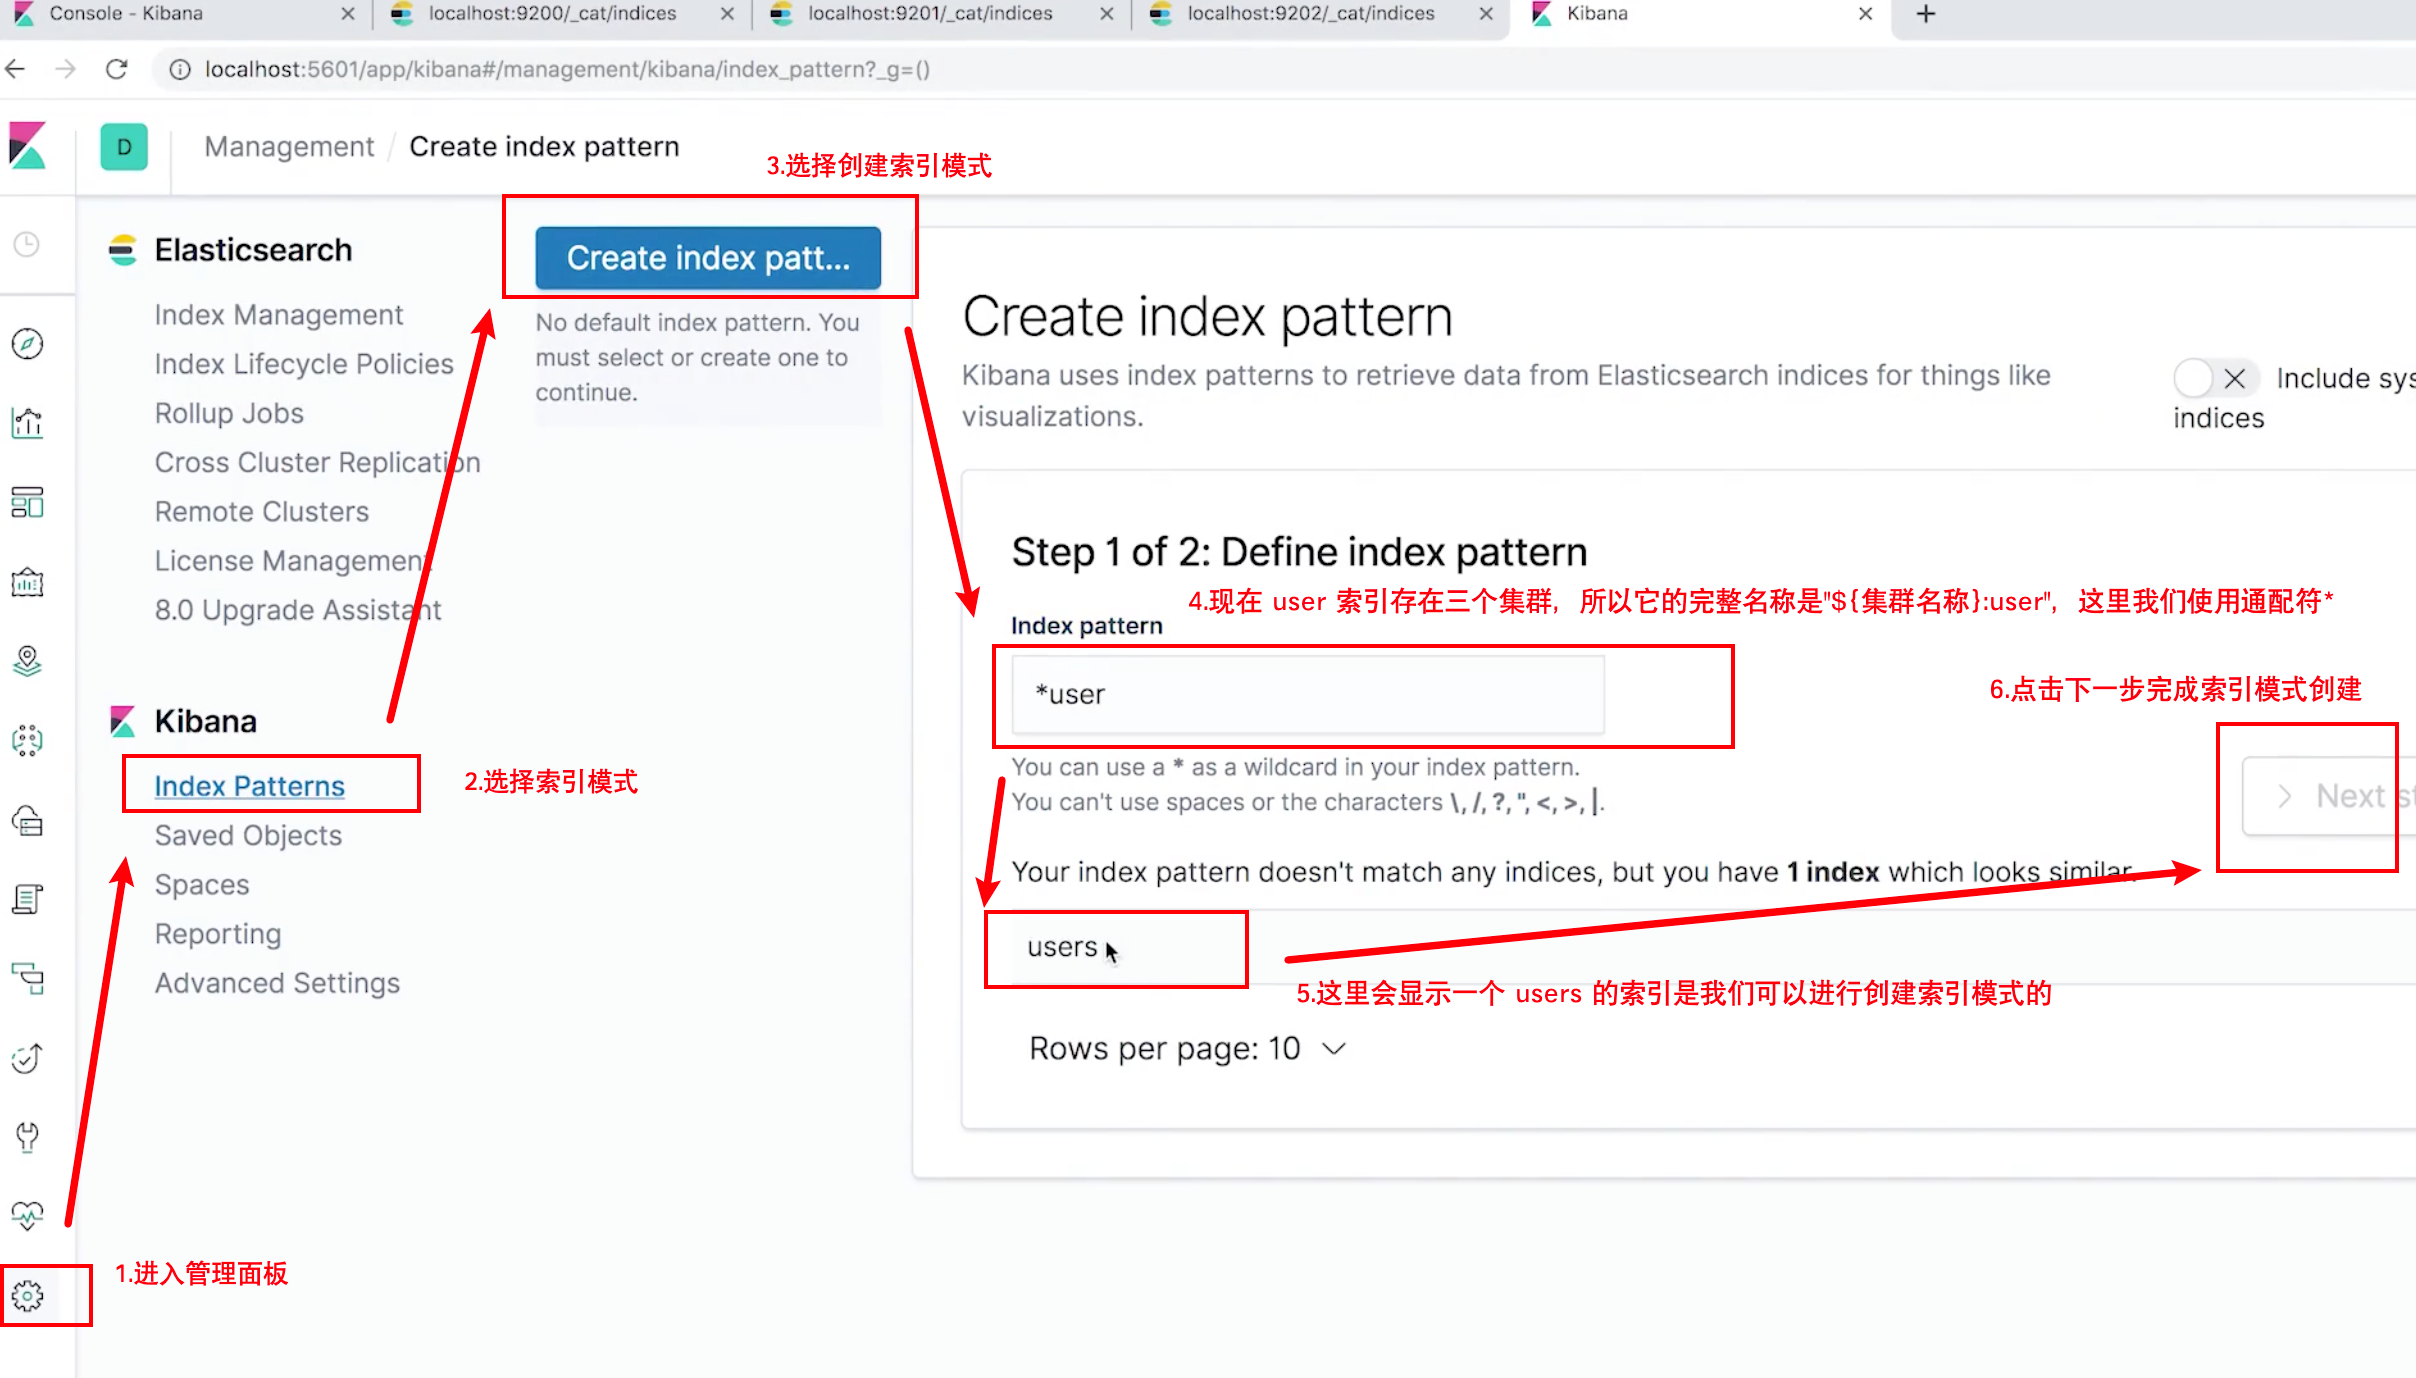 Console - Kibana
localhost:9200/_cat/indices
localhost:9201/_cat/indices
localhost:9202/_cat/indices
Kibana
localhost:5601/app/kibana#/management/kibana/index_pattern?_g=()
D
Management / Create index pattern
3.选择创建索引模式
Elasticsearch
Index Management
Index Lifecycle Policies
Rollup Jobs
Cross Cluster Replication
Remote Clusters
License Management
8.0 Upgrade Assistant
Kibana
Index Patterns
2.选择索引模式
Saved Objects
Spaces
Reporting
Advanced Settings
1.进入管理面板
Create index patt...
No default index pattern. You
must select or create one to
continue.
Create index pattern
Kibana uses index patterns to retrieve data from Elasticsearch indices for things like
visualizations.
Include sys
indices
Step 1 of 2: Define index pattern
4.现在 user 索引存在三个集群，所以它的完整名称是"${集群名称}:user"，这里我们使用通配符*
Index pattern
*user
6.点击下一步完成索引模式创建
You can use a * as a wildcard in your index pattern.
You can't use spaces or the characters \, /, ?, ", <, >, |.
Next st
Your index pattern doesn't match any indices, but you have 1 index which looks similar.
users
5.这里会显示一个 users 的索引是我们可以进行创建索引模式的
Rows per page: 10